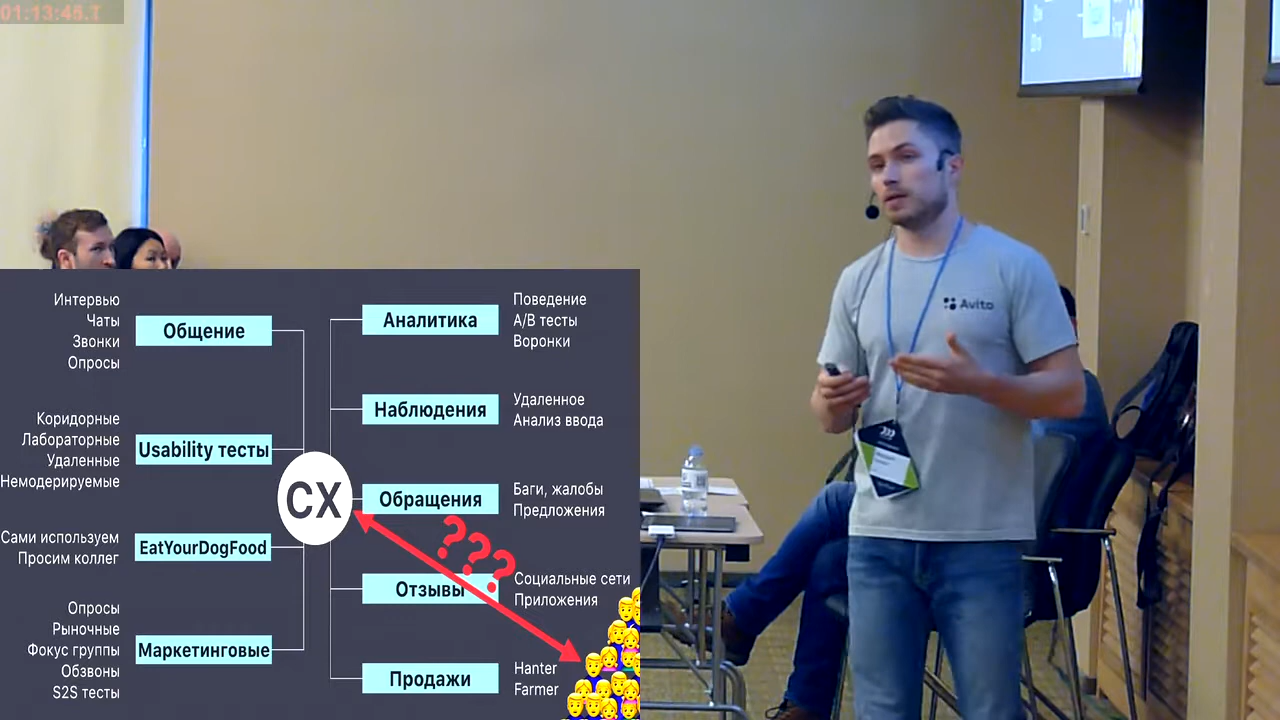 01:13:45.1
Avito
Интервью
Чаты
Звонки
Опросы
Общение
Коридорные
Лабораторные
Удаленные
Немодерируемые
Usability тесты
Сами используем
Просим коллег
EatYourDogFood
Опросы
Рыночные
Фокус группы
Обзвоны
S2S тесты
Маркетинговые
CX
Аналитика
Поведение
A/B тесты
Воронки
Наблюдения
Удаленное
Анализ ввода
Обращения
Баги, жалобы
Предложения
???
Отзывы
Социальные сети
Приложения
Продажи
Hanter
Farmer